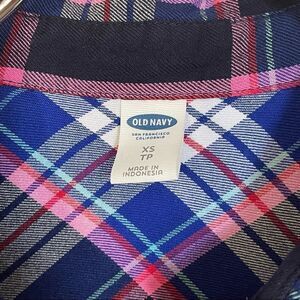 OLD NAVY
SAN FRANCISCO
CALIFORNIA
XS
TP
MADE IN
INDONESIA